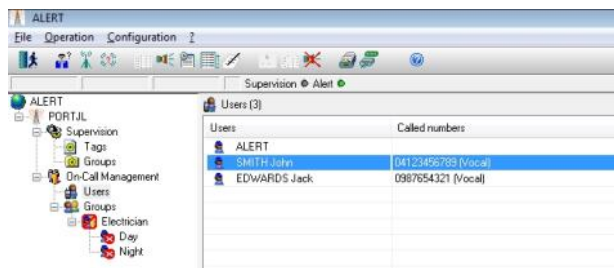 ALERT
File Operation Configuration ?
Supervision Alert
ALERT
PORTJL
Supervision
Tags
Groups
On-Call Management
Users
Groups
Electrician
Day
Night
Users (3)
Users Called numbers
ALERT
SMITH John 04123456789 (Vocal)
EDWARDS Jack 0987654321 (Vocal)